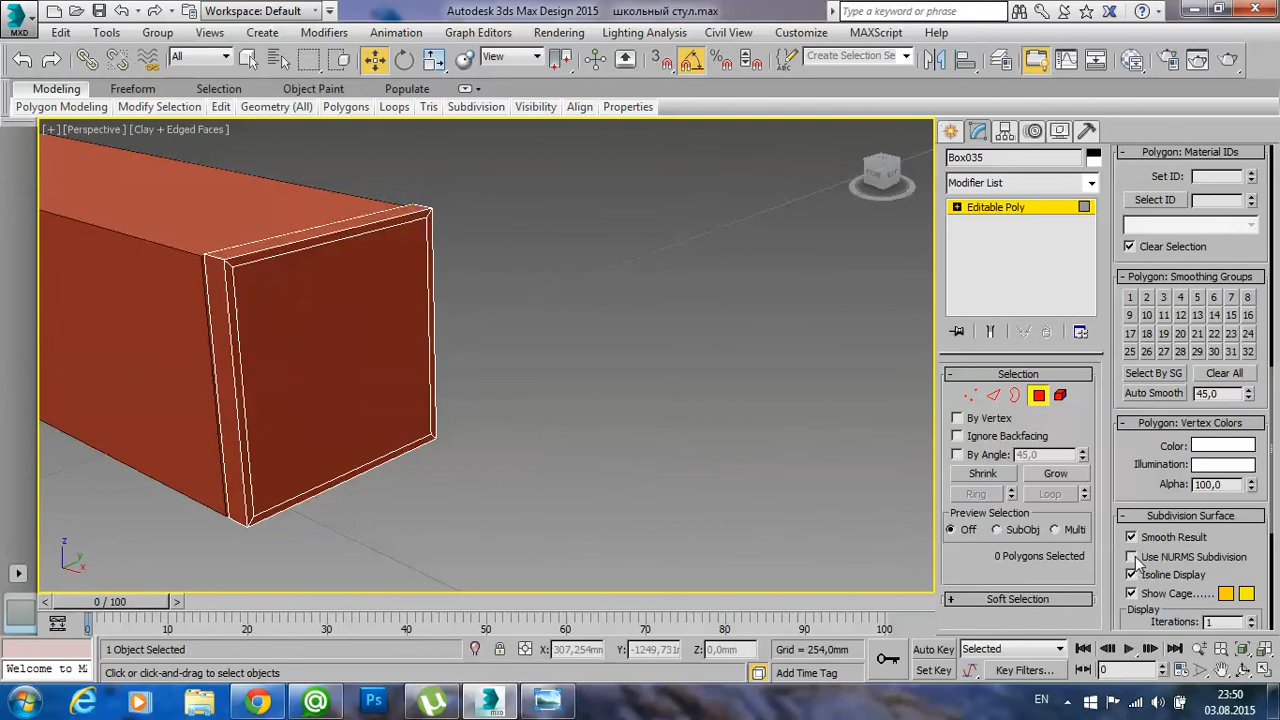 MXD
Workspace: Default
Autodesk 3ds Max Design 2015
школьный стул.max
Type a keyword or phrase
Edit Tools Group Views Create Modifiers Animation Graph Editors Rendering Lighting Analysis Civil View Customize MAXScript Help
All
View
Create Selection Se
Modeling Freeform Selection Object Paint Populate
Polygon Modeling Modify Selection Edit Geometry (All) Polygons Loops Tris Subdivision Visibility Align Properties
[+] [Perspective ] [Clay + Edged Faces ]
Box035
Modifier List
Editable Poly
Selection
By Vertex
Ignore Backfacing
By Angle: 45,0
Shrink Grow
Ring Loop
Preview Selection
Off SubObj Multi
0 Polygons Selected
Soft Selection
Polygon: Material IDs
Set ID:
Select ID
Clear Selection
Polygon: Smoothing Groups
1 2 3 4 5 6 7 8
9 10 11 12 13 14 15 16
17 18 19 20 21 22 23 24
25 26 27 28 29 30 31 32
Select By SG Clear All
Auto Smooth 45,0
Polygon: Vertex Colors
Color:
Illumination:
Alpha: 100,0
Subdivision Surface
Smooth Result
Use NURMS Subdivision
Isoline Display
Show Cage......
Display
Iterations: 1
z
y
x
0 / 100
0 10 20 30 40 50 60 70 80 90 100
1 Object Selected
X: 307,254mm Y: -1249,731m Z: 0,0mm Grid = 254,0mm
Auto Key Selected
Welcome to M
Click or click-and-drag to select objects
Add Time Tag
Set Key Key Filters... 0
EN
23:50
03.08.2015